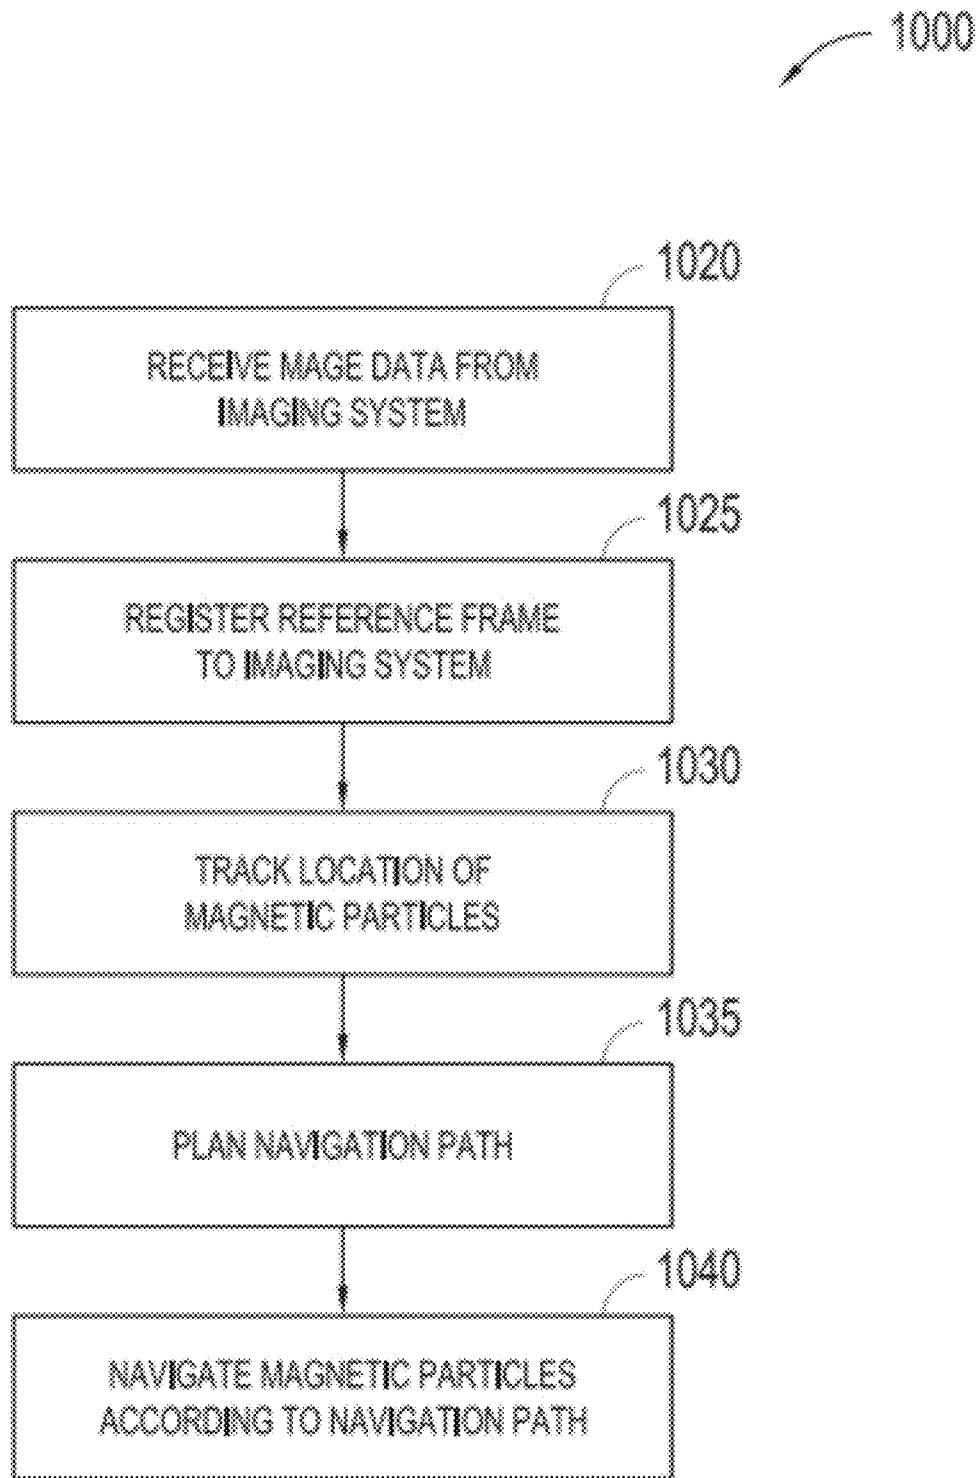 1000
1020
RECEIVE MAGE DATA FROM
IMAGING SYSTEM
1025
REGISTER REFERENCE FRAME
TO IMAGING SYSTEM
1030
TRACK LOCATION OF
MAGNETIC PARTICLES
1035
PLAN NAVIGATION PATH
1040
NAVIGATE MAGNETIC PARTICLES
ACCORDING TO NAVIGATION PATH